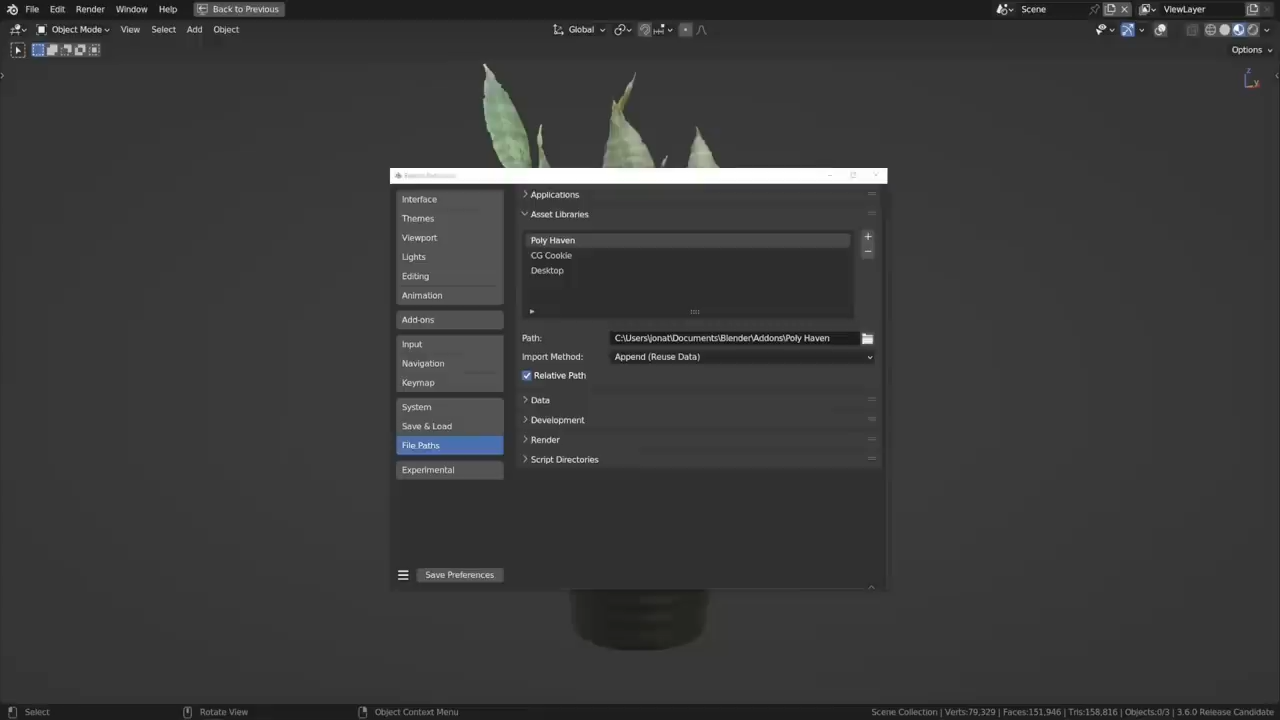 File Edit Render Window Help Back to Previous Scene ViewLayer
Object Mode View Select Add Object Global
Options
Z
Y
Interface
Themes
Viewport
Lights
Editing
Animation
Add-ons
Input
Navigation
Keymap
System
Save & Load
File Paths
Experimental
Save Preferences
Applications
Asset Libraries
Poly Haven
CG Cookie
Desktop
Path: C:\Users\jonat\Documents\Blender\Addons\Poly Haven
Import Method: Append (Reuse Data)
Relative Path
Data
Development
Render
Script Directories
Select Rotate View Object Context Menu Scene Collection | Verts:79,329 | Faces:151,946 | Tris:158,816 | Objects:0/3 | 3.6.0 Release Candidate